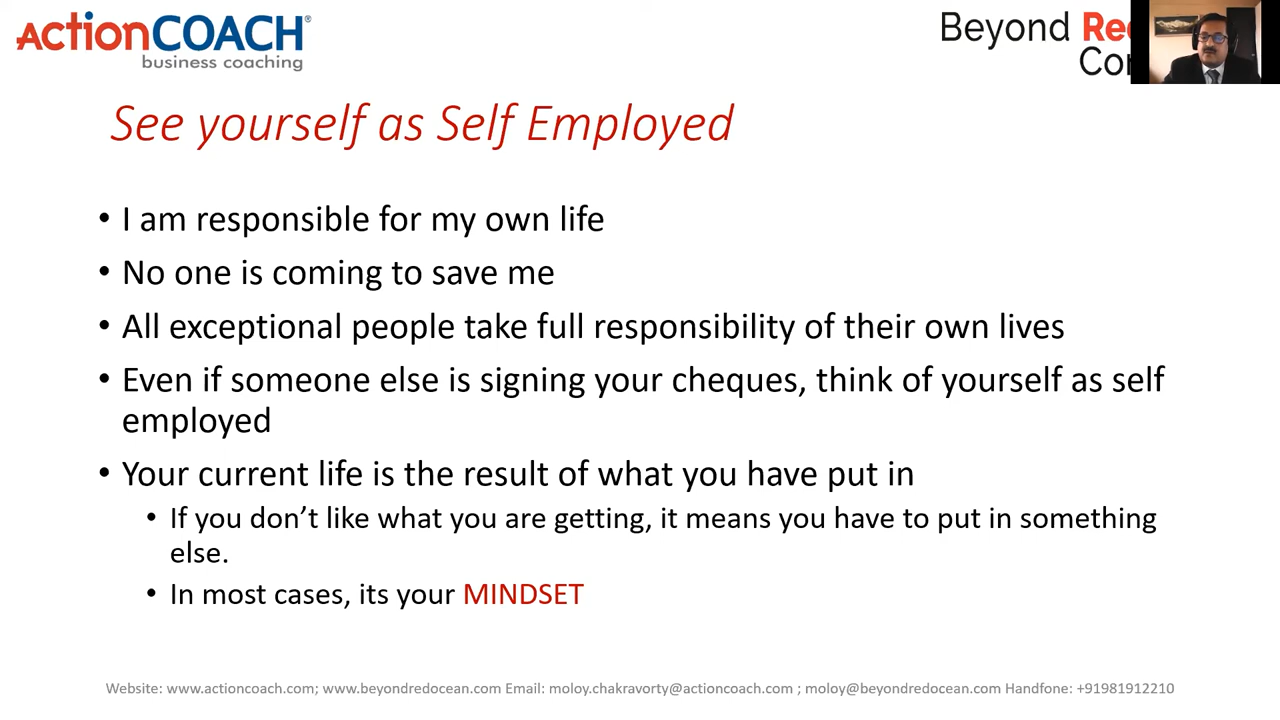 ActionCOACH®
business coaching
Beyond
See yourself as Self Employed
• I am responsible for my own life
• No one is coming to save me
• All exceptional people take full responsibility of their own lives
• Even if someone else is signing your cheques, think of yourself as self
employed
• Your current life is the result of what you have put in
• If you don’t like what you are getting, it means you have to put in something
else.
• In most cases, its your MINDSET
Website: www.actioncoach.com; www.beyondredocean.com Email: moloy.chakravorty@actioncoach.com ; moloy@beyondredocean.com Handfone: +91981912210